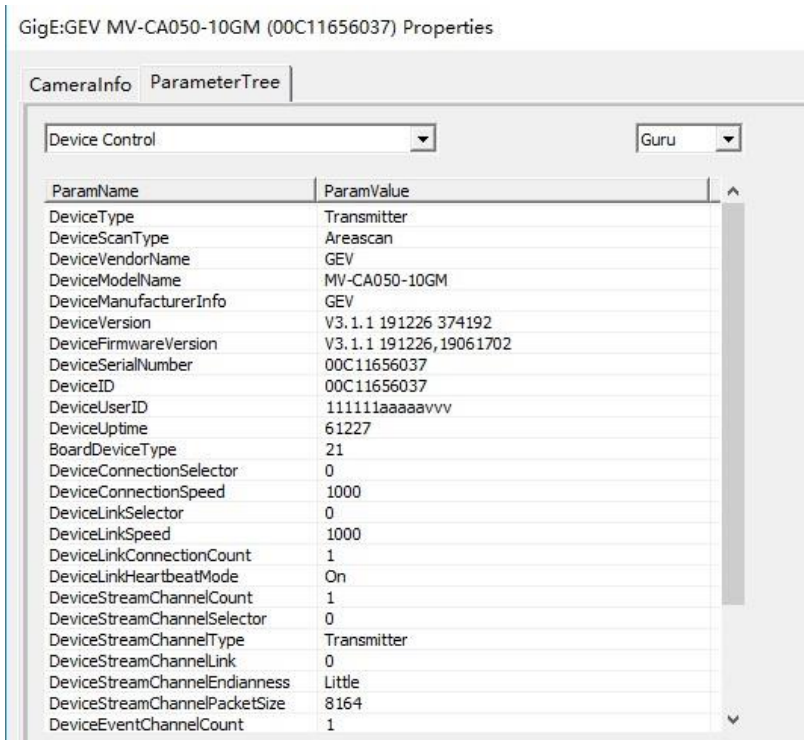 GigE:GEV MV-CA050-10GM (00C11656037) Properties
CameraInfo ParameterTree
Device Control Guru
ParamName ParamValue
DeviceType Transmitter
DeviceScanType Areascan
DeviceVendorName GEV
DeviceModelName MV-CA050-10GM
DeviceManufacturerInfo GEV
DeviceVersion V3.1.1 191226 374192
DeviceFirmwareVersion V3.1.1 191226,19061702
DeviceSerialNumber 00C11656037
DeviceID 00C11656037
DeviceUserID 111111aaaaavvv
DeviceUptime 61227
BoardDeviceType 21
DeviceConnectionSelector 0
DeviceConnectionSpeed 1000
DeviceLinkSelector 0
DeviceLinkSpeed 1000
DeviceLinkConnectionCount 1
DeviceLinkHeartbeatMode On
DeviceStreamChannelCount 1
DeviceStreamChannelSelector 0
DeviceStreamChannelType Transmitter
DeviceStreamChannelLink 0
DeviceStreamChannelEndianness Little
DeviceStreamChannelPacketSize 8164
DeviceEventChannelCount 1